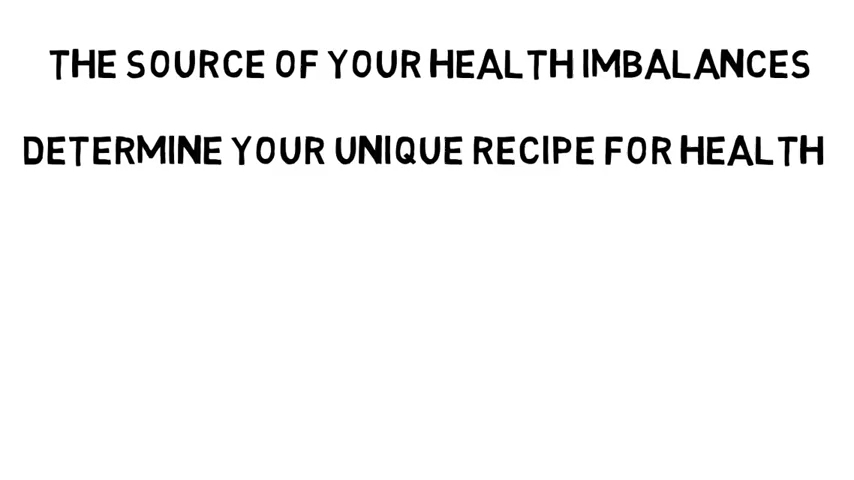 THE SOURCE OF YOUR HEALTH IMBALANCES
DETERMINE YOUR UNIQUE RECIPE FOR HEALTH